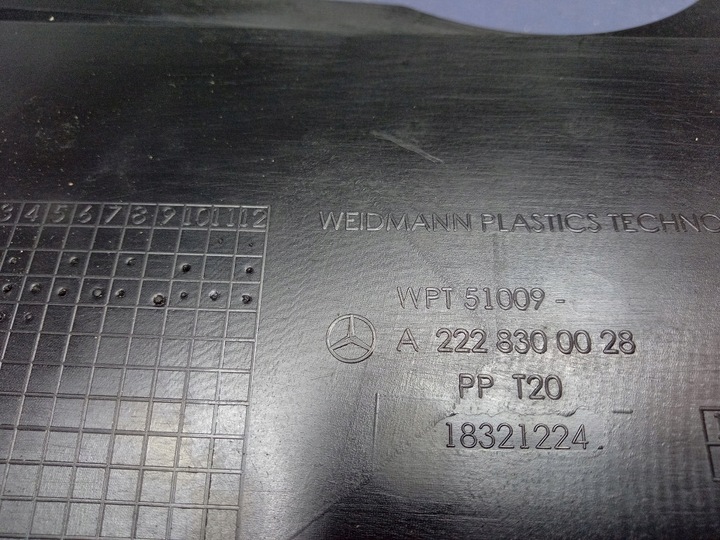 3 4 5 6 7 8 9 10 11 12
WEIDMANN PLASTICS TECHNO
WPT 51009 -
A 222 830 00 28
PP T20
18321224